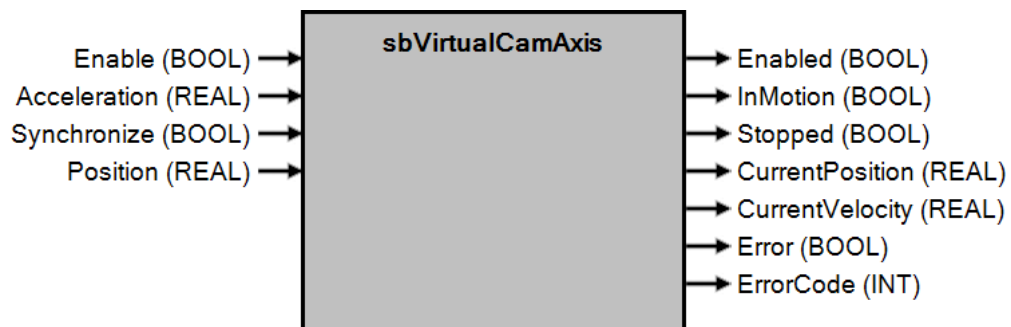 sbVirtualCamAxis
Enable (BOOL)
Acceleration (REAL)
Synchronize (BOOL)
Position (REAL)
Enabled (BOOL)
InMotion (BOOL)
Stopped (BOOL)
CurrentPosition (REAL)
CurrentVelocity (REAL)
Error (BOOL)
ErrorCode (INT)